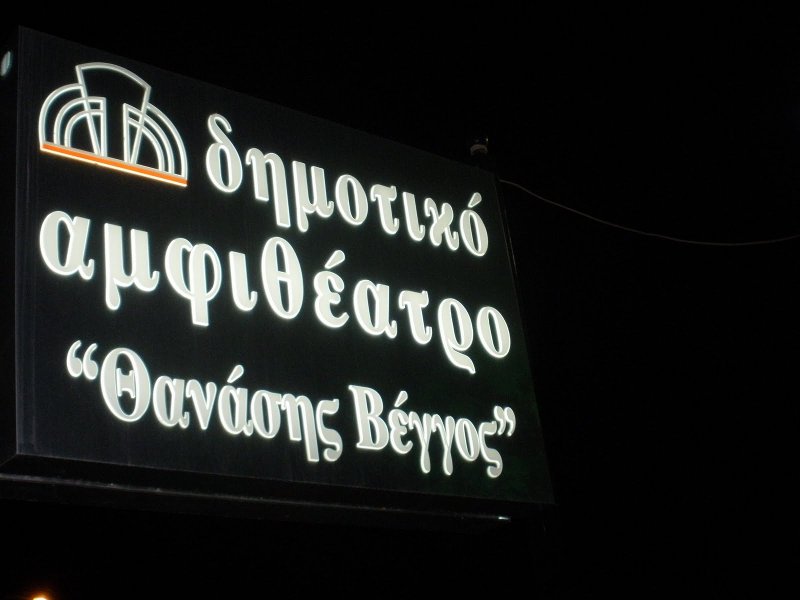 δημοτικό
αμφιθέατρο
“Θανάσης Βέγγος”